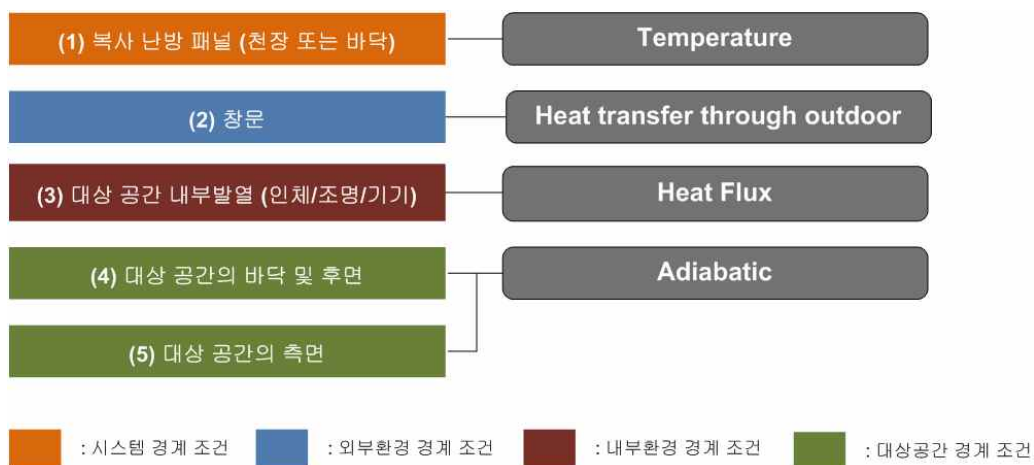 (1) 복사 난방 패널 (천장 또는 바닥)
Temperature
(2) 창문
Heat transfer through outdoor
(3) 대상 공간 내부발열 (인체/조명/기기)
Heat Flux
(4) 대상 공간의 바닥 및 후면
Adiabatic
(5) 대상 공간의 측면
: 시스템 경계 조건
: 외부환경 경계 조건
: 내부환경 경계 조건
: 대상공간 경계 조건